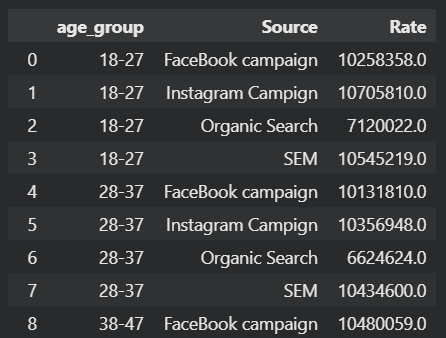 age_group Source Rate
0 18-27 FaceBook campaign 10258358.0
1 18-27 Instagram Campign 10705810.0
2 18-27 Organic Search 7120022.0
3 18-27 SEM 10545219.0
4 28-37 FaceBook campaign 10131810.0
5 28-37 Instagram Campign 10356948.0
6 28-37 Organic Search 6624624.0
7 28-37 SEM 10434600.0
8 38-47 FaceBook campaign 10480059.0